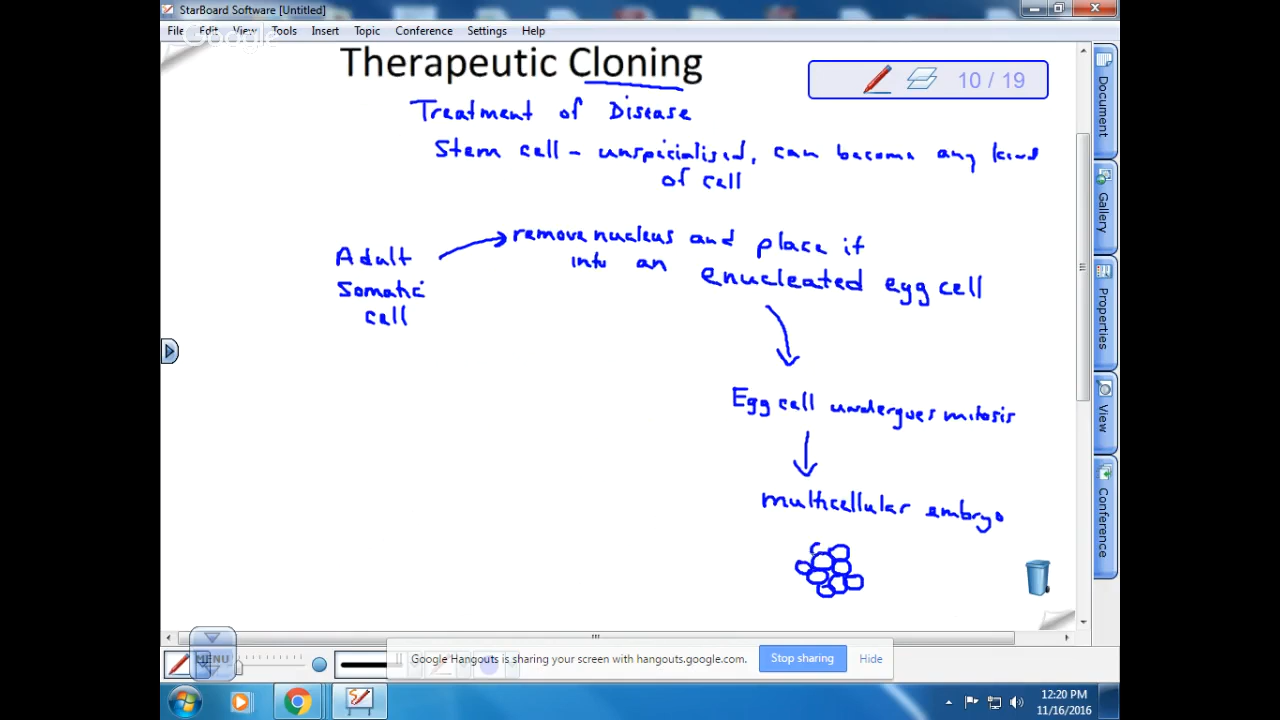 StarBoard Software [Untitled]
File Edit View Tools Insert Topic Conference Settings Help
Google
Therapeutic Cloning
10 / 19
Treatment of Disease
Stem cell - unspicialised, can become any kind
of cell
Adult
Somatic
cell
remove nucleus and place it
into an enucleated egg cell
Egg cell undergoes mitosis
multicellular embryo
Document
Gallery
Properties
View
Conference
MENU
Google Hangouts is sharing your screen with hangouts.google.com.
Stop sharing
Hide
12:20 PM
11/16/2016